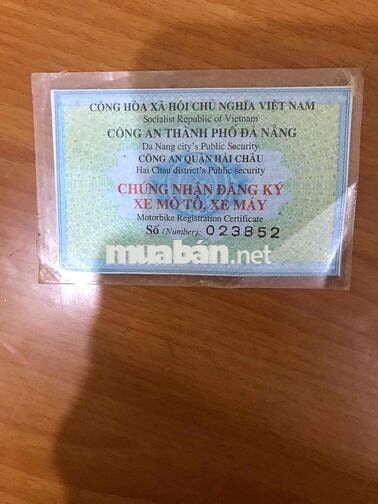 CỘNG HÒA XÃ HỘI CHỦ NGHĨA VIỆT NAM
Socialist Republic of Vietnam
CÔNG AN THÀNH PHỐ ĐÀ NẴNG
Da Nang city's Public Security
CÔNG AN QUẬN HẢI CHÂU
Hai Chau district's Public security
CHỨNG NHẬN ĐĂNG KÝ
XE MÔ TÔ, XE MÁY
Motorbike Registration Certificate
Số (Number): 023852
muabán.net